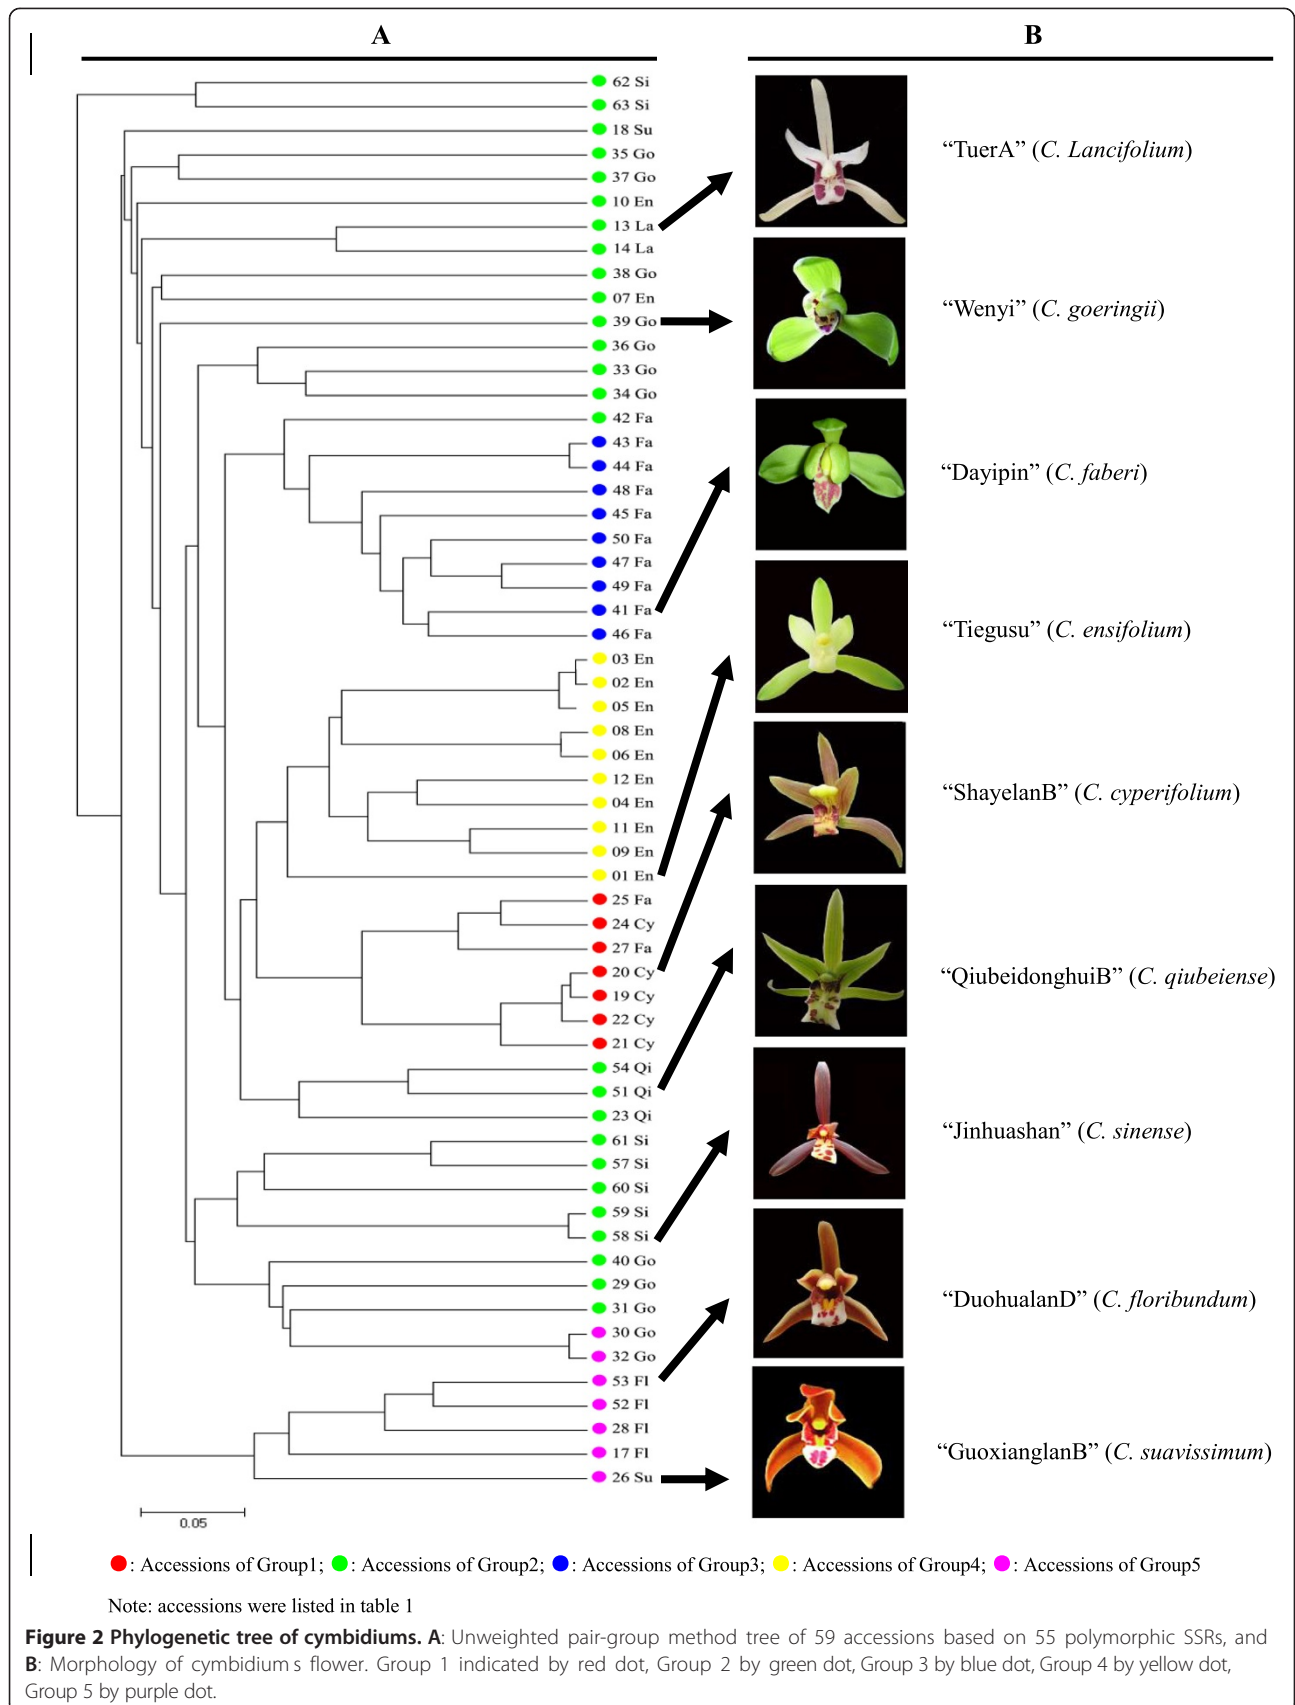 A
B
62 Si
63 Si
18 Su
35 Go
37 Go
10 En
13 La
14 La
38 Go
07 En
39 Go
36 Go
33 Go
34 Go
42 Fa
43 Fa
44 Fa
48 Fa
45 Fa
50 Fa
47 Fa
49 Fa
41 Fa
46 Fa
03 En
02 En
05 En
08 En
06 En
12 En
04 En
11 En
09 En
01 En
25 Fa
24 Cy
27 Fa
20 Cy
19 Cy
22 Cy
21 Cy
54 Qi
51 Qi
23 Qi
61 Si
57 Si
60 Si
59 Si
58 Si
40 Go
29 Go
31 Go
30 Go
32 Go
53 Fl
52 Fl
28 Fl
17 Fl
26 Su
0.05
“TuerA” (C. Lancifolium)
“Wenyi” (C. goeringii)
“Dayipin” (C. faberi)
“Tiegusu” (C. ensifolium)
“ShayelanB” (C. cyperifolium)
“QiubeidonghuiB” (C. qiubeiense)
“Jinhuashan” (C. sinense)
“DuohualanD” (C. floribundum)
“GuoxianglanB” (C. suavissimum)
: Accessions of Group1; : Accessions of Group2; : Accessions of Group3; : Accessions of Group4; : Accessions of Group5
Note: accessions were listed in table 1
Figure 2 Phylogenetic tree of cymbidiums. A: Unweighted pair-group method tree of 59 accessions based on 55 polymorphic SSRs, and
B: Morphology of cymbidiums flower. Group 1 indicated by red dot, Group 2 by green dot, Group 3 by blue dot, Group 4 by yellow dot,
Group 5 by purple dot.